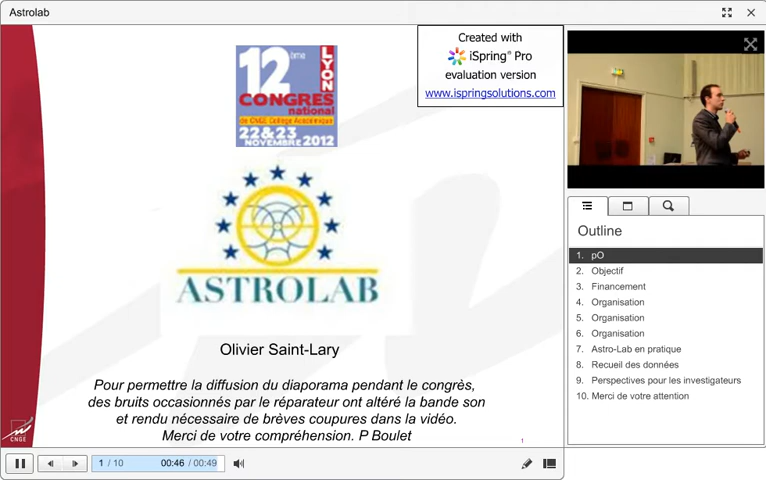 Astrolab
Created with
iSpring® Pro
evaluation version
www.ispringsolutions.com
12ème
LYON
CONGRES
national
de CNGE Collège Académique
22&23
NOVEMBRE 2012
ASTROLAB
Olivier Saint-Lary
Pour permettre la diffusion du diaporama pendant le congrès,
des bruits occasionnés par le réparateur ont altéré la bande son
et rendu nécessaire de brèves coupures dans la vidéo.
Merci de votre compréhension. P Boulet
CNGE
1
Outline
1. pO
2. Objectif
3. Financement
4. Organisation
5. Organisation
6. Organisation
7. Astro-Lab en pratique
8. Recueil des données
9. Perspectives pour les investigateurs
10. Merci de votre attention
1 / 10
00:46 / 00:49